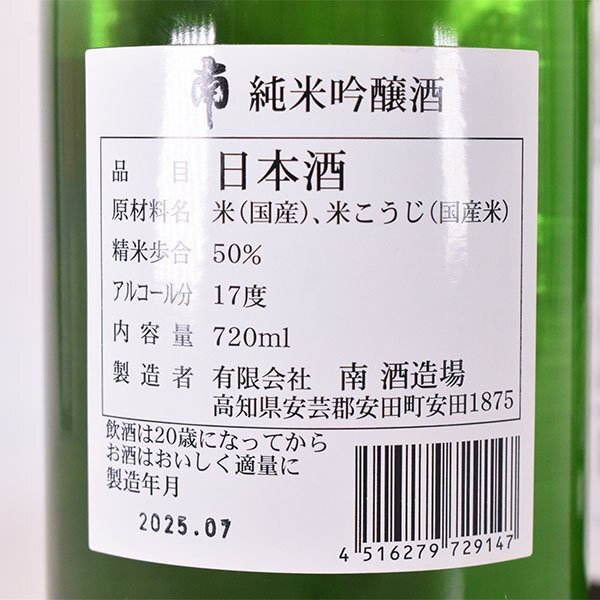 南 純米吟醸酒
品目 日本酒
原材料名 米(国産)、米こうじ(国産米)
精米歩合 50%
アルコール分 17度
内容量 720ml
製造者 有限会社 南 酒造場
高知県安芸郡安田町安田1875
飲酒は20歳になってから
お酒はおいしく適量に
製造年月
2025.07
4 516279 729147